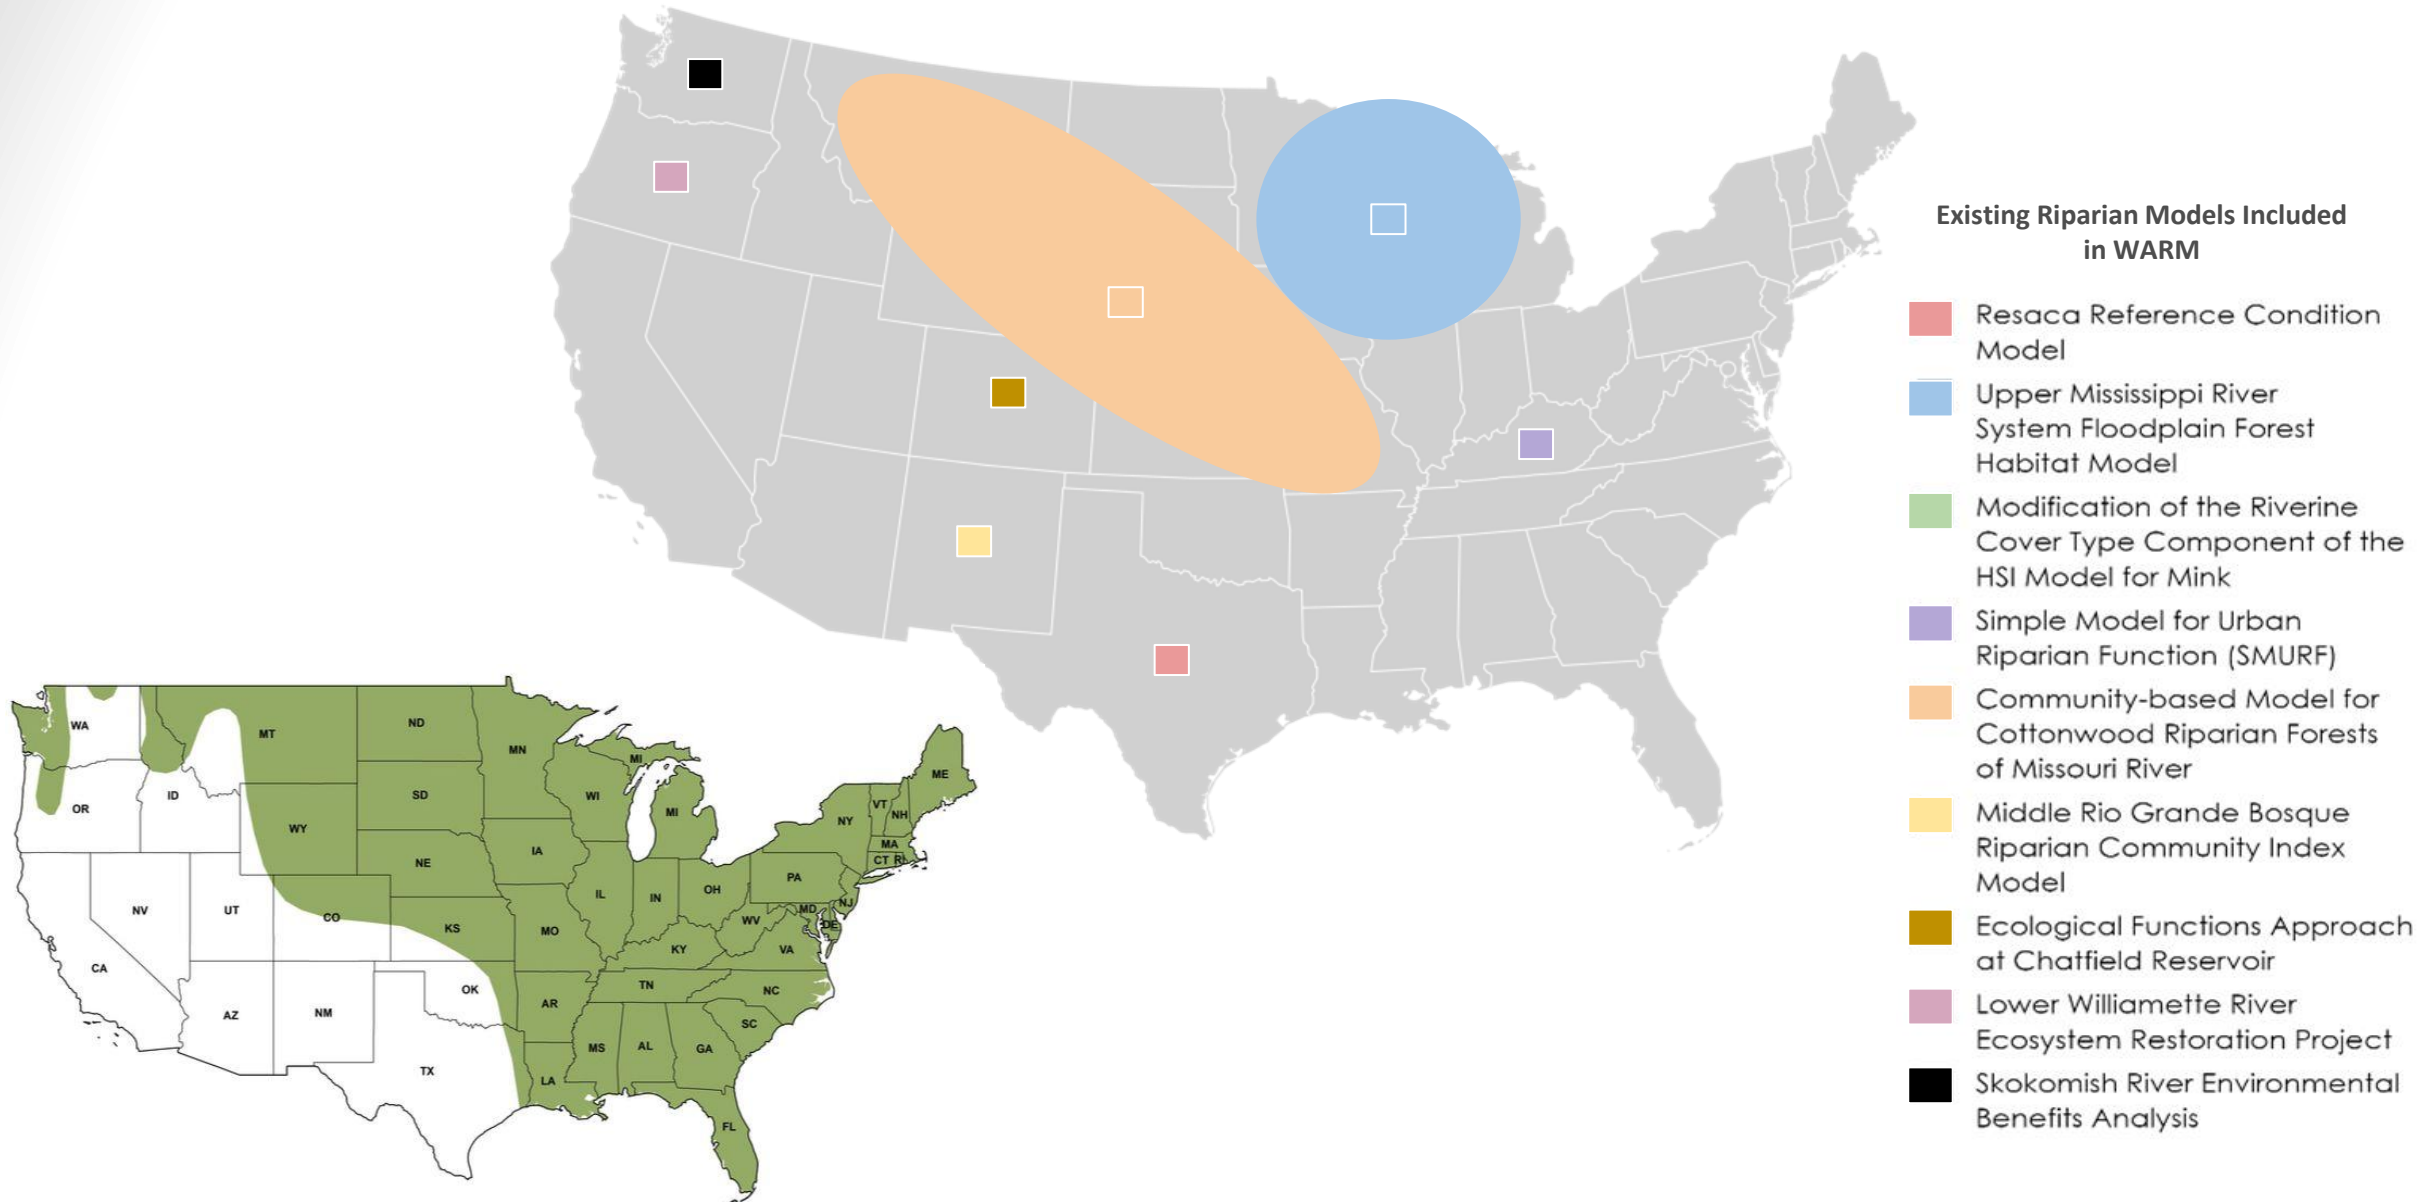 Existing Riparian Models Included
in WARM
Resaca Reference Condition
Model
Upper Mississippi River
System Floodplain Forest
Habitat Model
Modification of the Riverine
Cover Type Component of the
HSI Model for Mink
Simple Model for Urban
Riparian Function (SMURF)
Community-based Model for
Cottonwood Riparian Forests
of Missouri River
Middle Rio Grande Bosque
Riparian Community Index
Model
Ecological Functions Approach
at Chatfield Reservoir
Lower Williamette River
Ecosystem Restoration Project
Skokomish River Environmental
Benefits Analysis
WA
MT
ND
MN
MI
ME
OR
ID
SD
WI
MI
VT
NH
NY
WY
MA
NE
IA
CT RI
PA
IL
IN
OH
NJ
NV
UT
CO
MD
DE
KS
MO
WV
KY
VA
CA
TN
NC
OK
AR
AZ
NM
SC
MS
AL
GA
TX
LA
FL